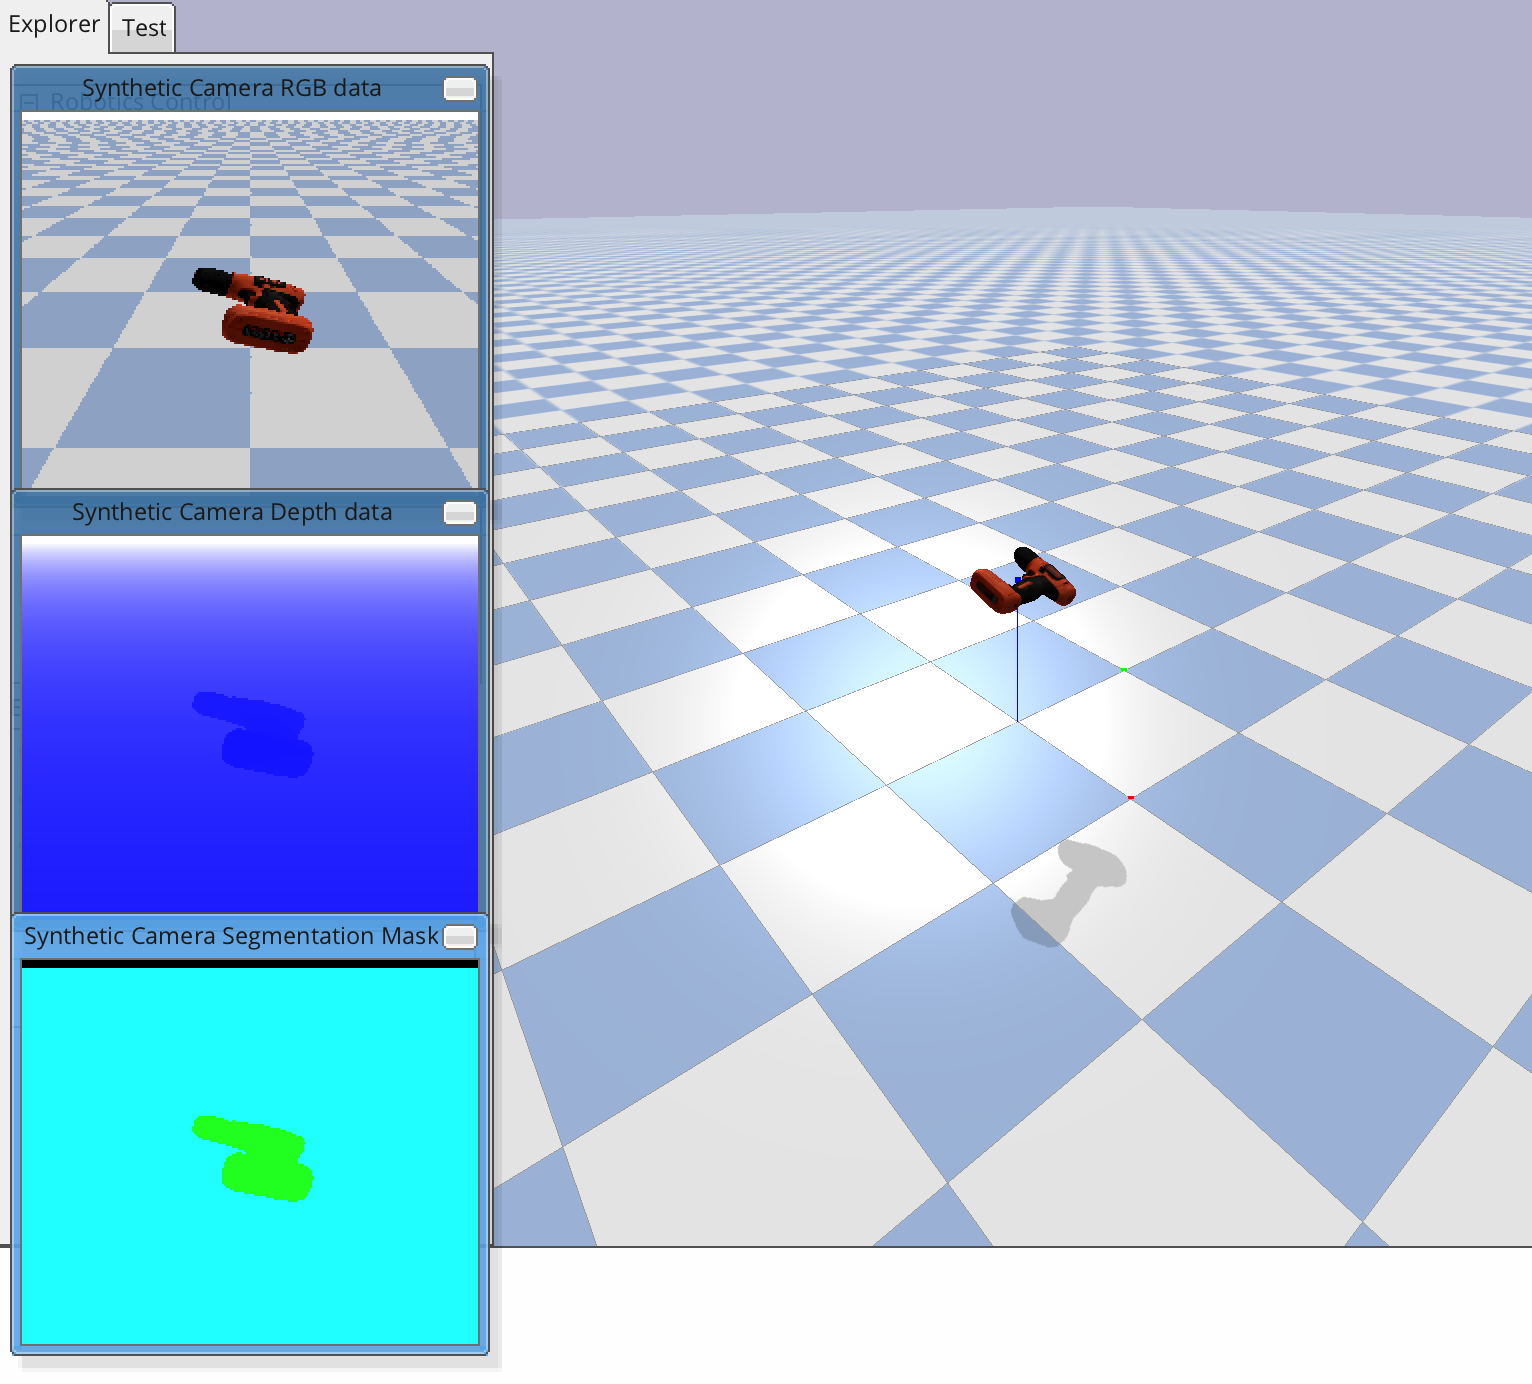 Explorer
Test
Synthetic Camera RGB data
Robotics Control
Synthetic Camera Depth data
Synthetic Camera Segmentation Mask